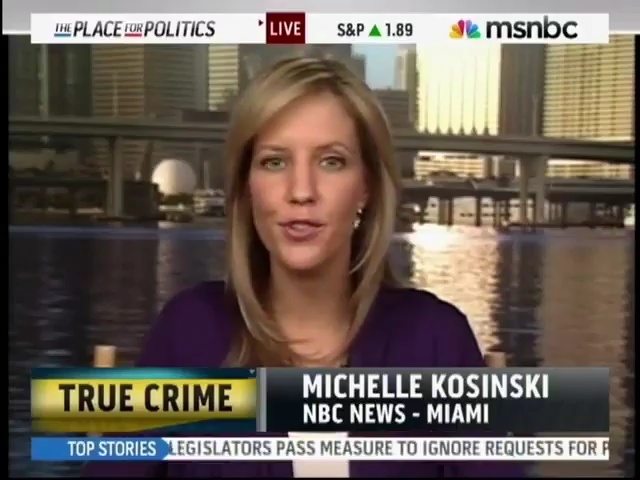 THE PLACE FOR POLITICS
LIVE
S&P ▲ 1.89
msnbc
TRUE CRIME
MICHELLE KOSINSKI
NBC NEWS - MIAMI
TOP STORIES
LEGISLATORS PASS MEASURE TO IGNORE REQUESTS FOR